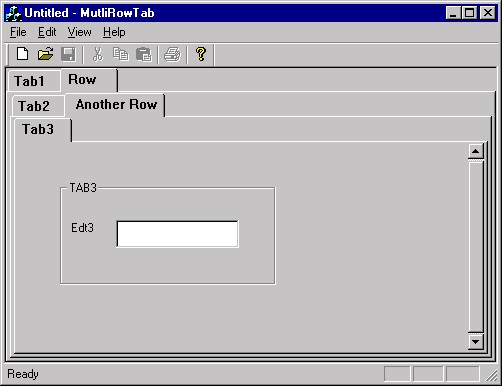 Untitled - MutliRowTab
File Edit View Help
?
Tab1 Row
Tab2 Another Row
Tab3
TAB3
Edt3
Ready